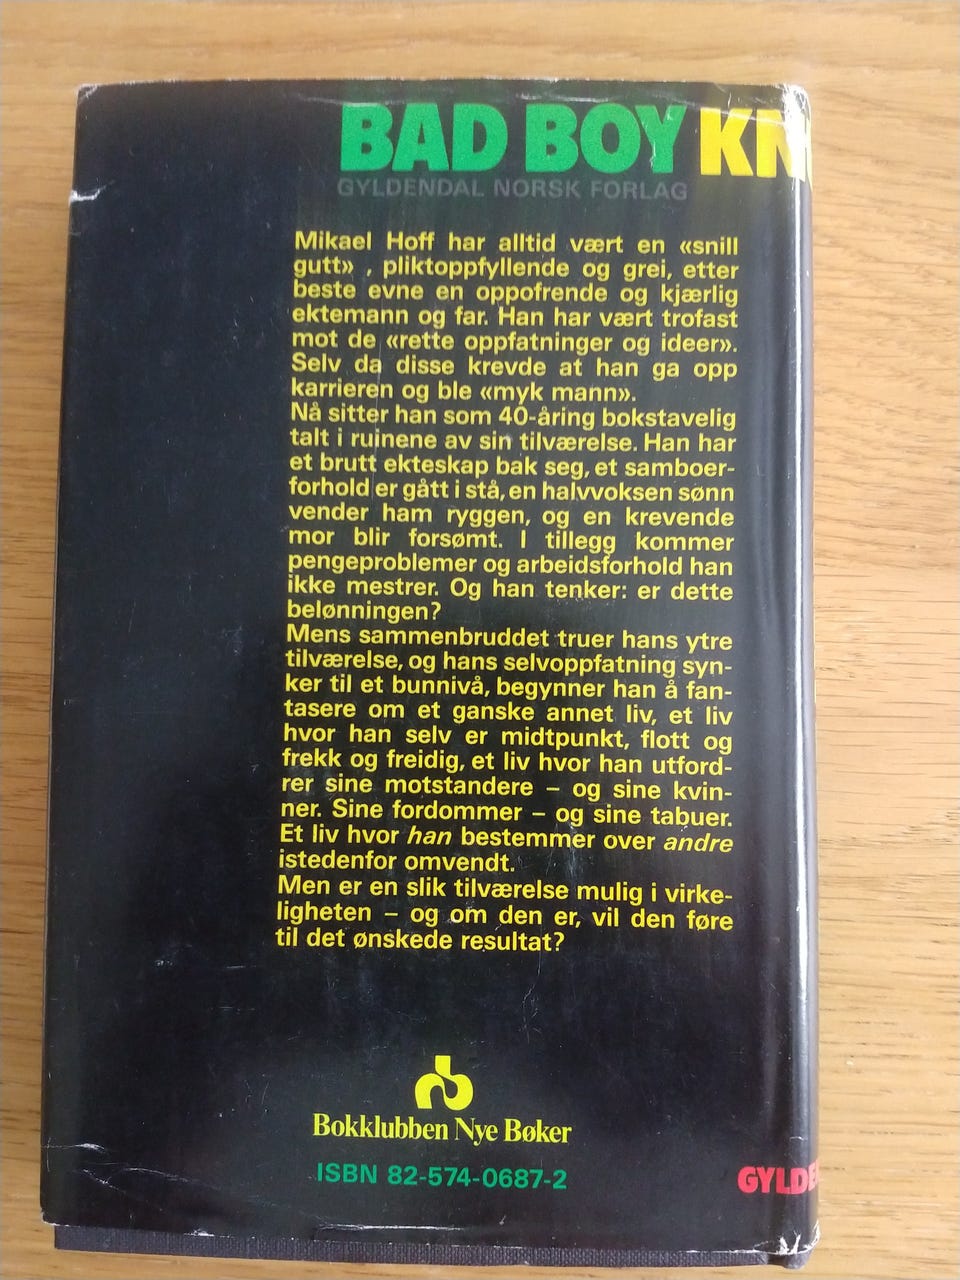 BAD BOY KN
GYLDENDAL NORSK FORLAG
Mikael Hoff har alltid vært en «snill
gutt» , pliktoppfyllende og grei, etter
beste evne en oppofrende og kjærlig
ektemann og far. Han har vært trofast
mot de «rette oppfatninger og ideer».
Selv da disse krevde at han ga opp
karrieren og ble «myk mann».
Nå sitter han som 40-åring bokstavelig
talt i ruinene av sin tilværelse. Han har
et brutt ekteskap bak seg, et samboer-
forhold er gått i stå, en halvvoksen sønn
vender ham ryggen, og en krevende
mor blir forsømt. I tillegg kommer
pengeproblemer og arbeidsforhold han
ikke mestrer. Og han tenker: er dette
belønningen?
Mens sammenbruddet truer hans ytre
tilværelse, og hans selvoppfatning syn-
ker til et bunnivå, begynner han å fan-
tasere om et ganske annet liv, et liv
hvor han selv er midtpunkt, flott og
frekk og freidig, et liv hvor han utford-
rer sine motstandere – og sine kvin-
ner. Sine fordommer – og sine tabuer.
Et liv hvor han bestemmer over andre
istedenfor omvendt.
Men er en slik tilværelse mulig i virke-
ligheten – og om den er, vil den føre
til det ønskede resultat?
Bokklubben Nye Bøker
ISBN 82-574-0687-2
GYLDE